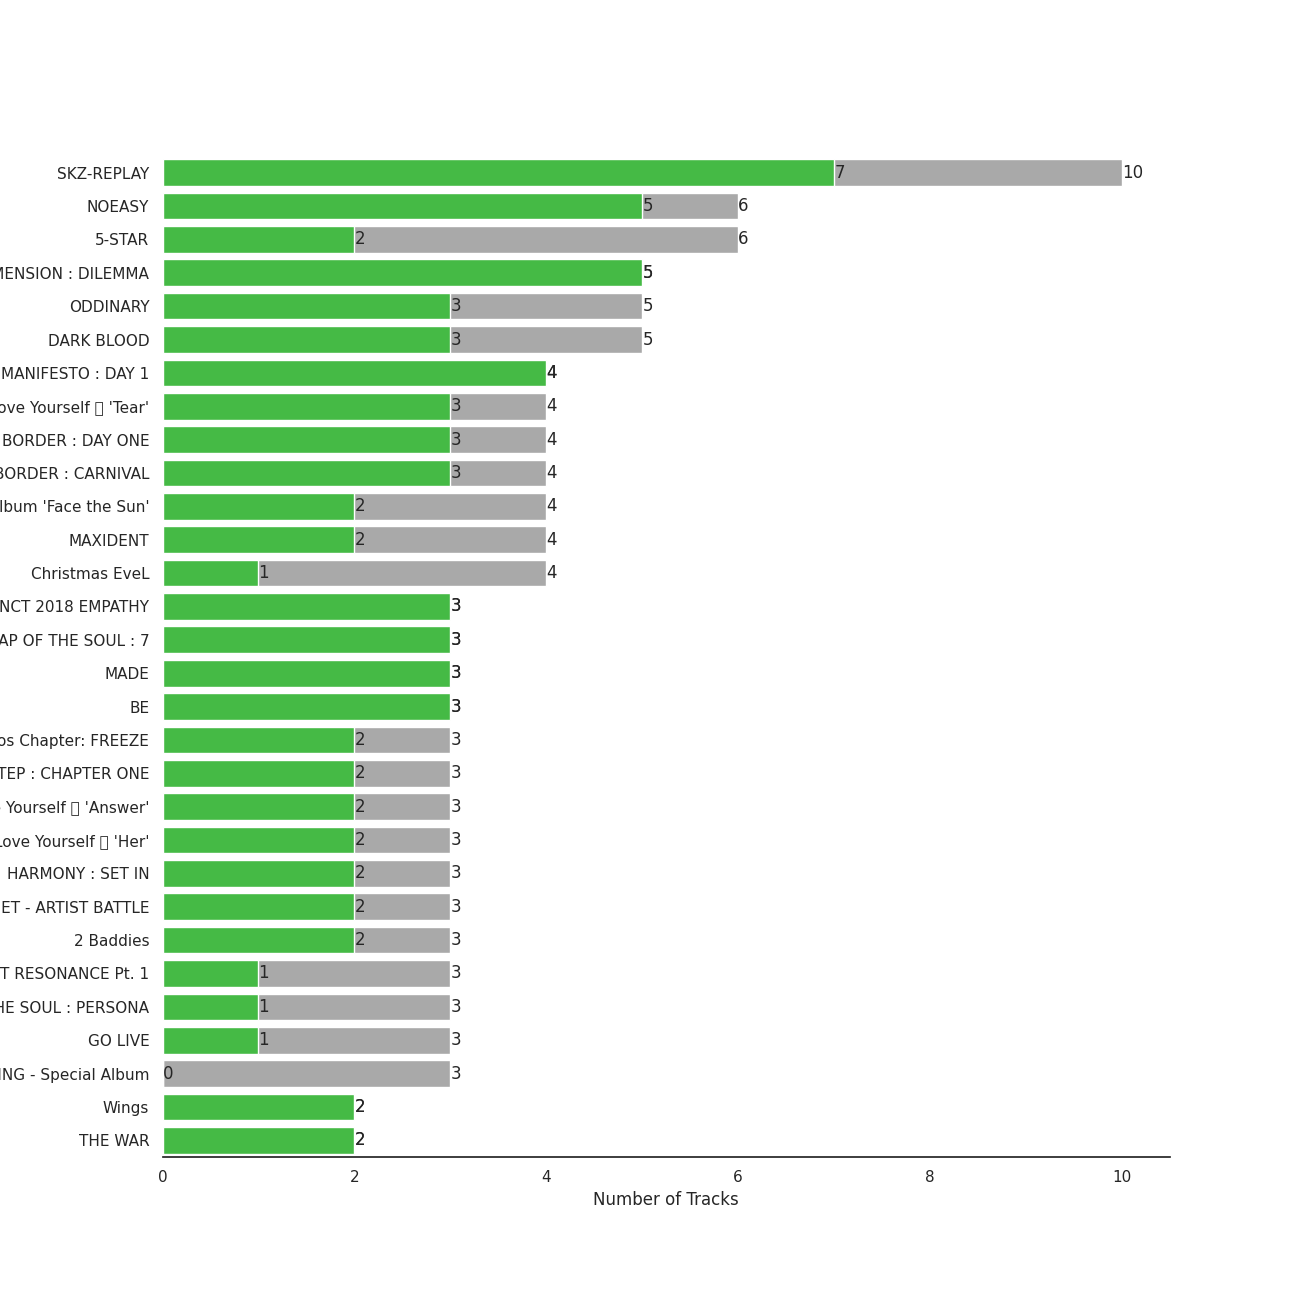 SKZ-REPLAY 7 10
NOEASY 5 6
5-STAR 2 6
MENSION : DILEMMA 5
ODDINARY 3 5
DARK BLOOD 3 5
MANIFESTO : DAY 1 4
ove Yourself 'Tear' 3 4
BORDER : DAY ONE 3 4
BORDER : CARNIVAL 3 4
lbum 'Face the Sun' 2 4
MAXIDENT 2 4
Christmas EveL 1 4
NCT 2018 EMPATHY 3
AP OF THE SOUL : 7 3
MADE 3
BE 3
os Chapter: FREEZE 2 3
TEP : CHAPTER ONE 2 3
Yourself 'Answer' 2 3
Love Yourself 'Her' 2 3
HARMONY : SET IN 2 3
ET - ARTIST BATTLE 2 3
2 Baddies 2 3
T RESONANCE Pt. 1 1 3
HE SOUL : PERSONA 1 3
GO LIVE 1 3
ING - Special Album 0 3
Wings 2
THE WAR 2
0 2 4 6 8 10
Number of Tracks